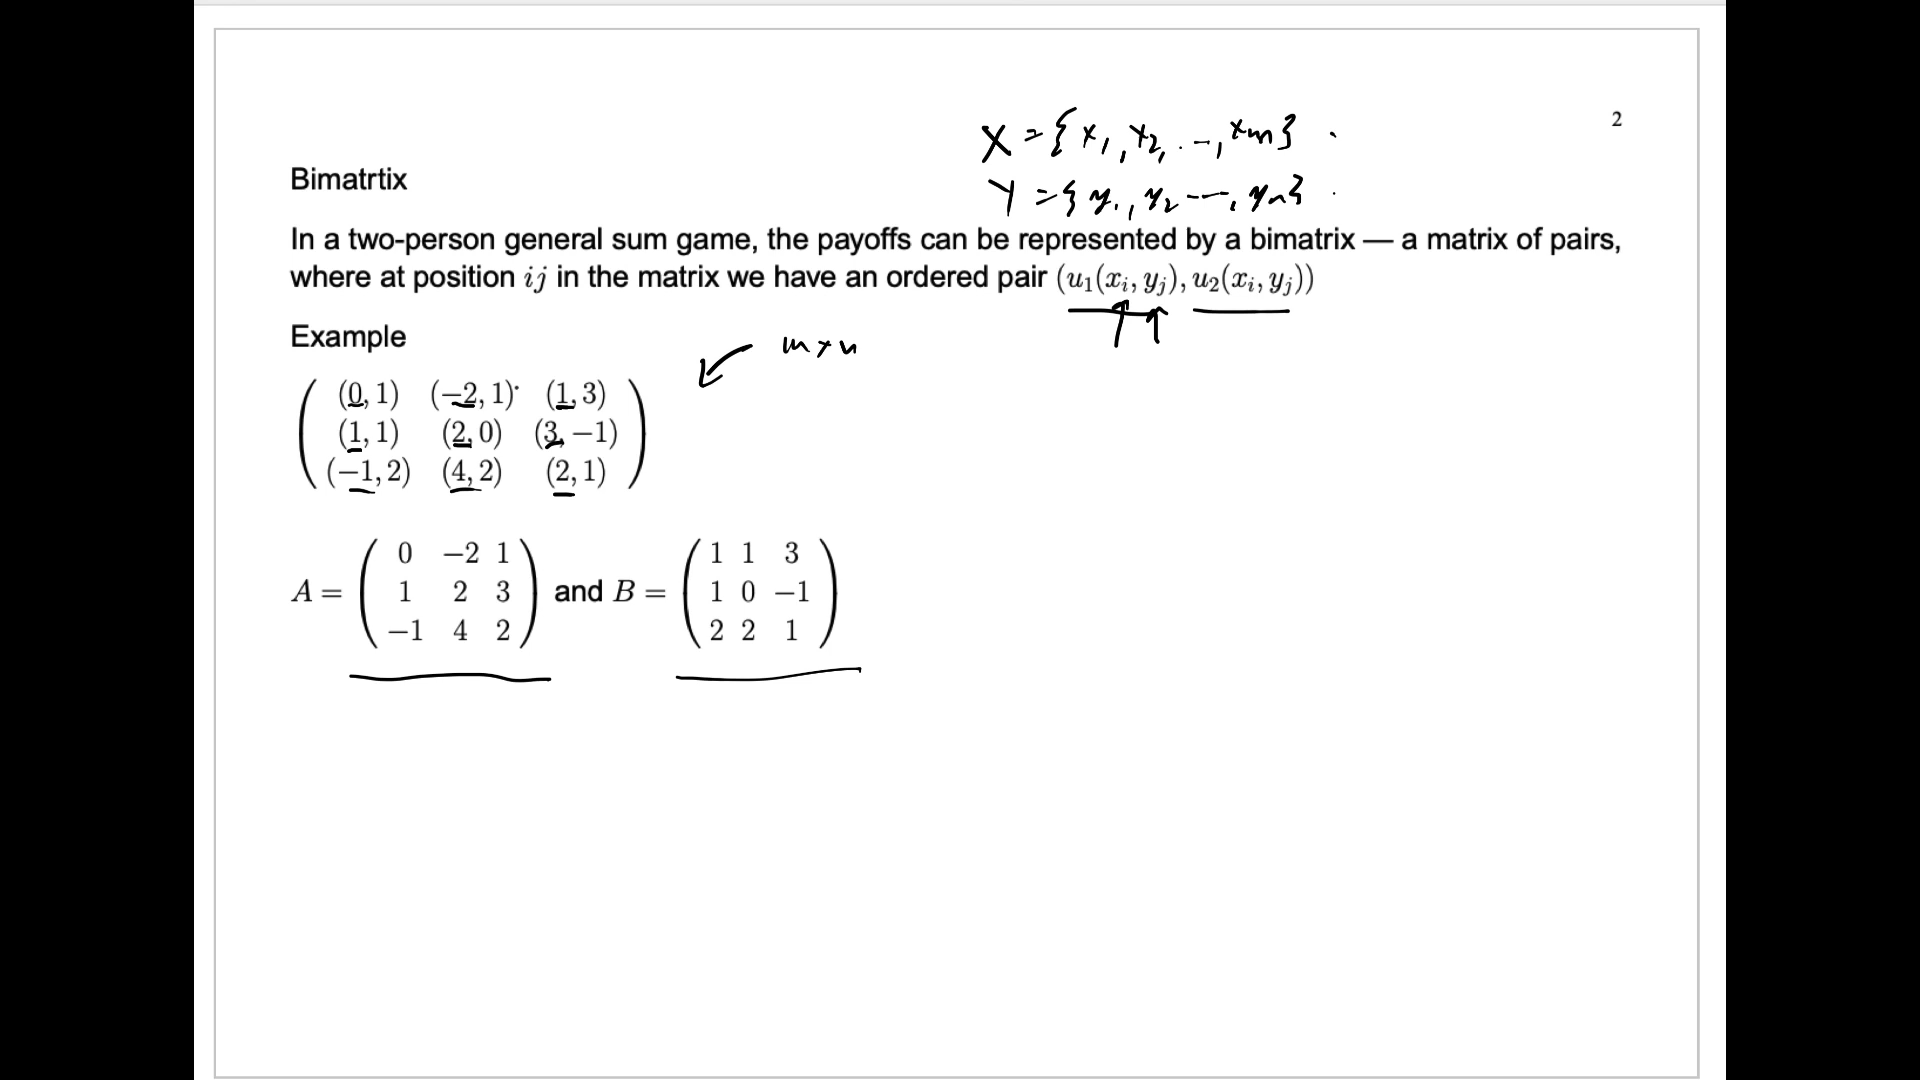 2
X = {x1, x2, . -, xm} .
Bimatrtix
Y = {y1, y2 ---, yn} .
In a two-person general sum game, the payoffs can be represented by a bimatrix — a matrix of pairs,
where at position ij in the matrix we have an ordered pair (u₁(xᵢ, yⱼ), u₂(xᵢ, yⱼ))
Example
m × n
(0, 1) (−2, 1) (1, 3)
(1, 1) (2, 0) (3, −1)
(−1, 2) (4, 2) (2, 1)
0 −2 1 1 1 3
A = 1 2 3 and B = 1 0 −1
−1 4 2 2 2 1